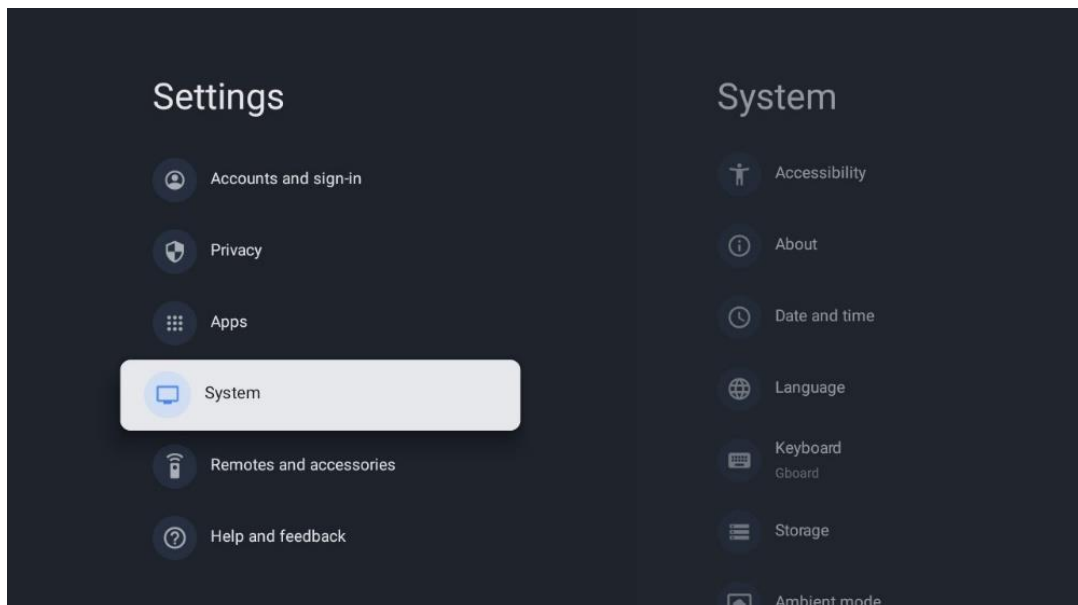 Settings
Accounts and sign-in
Privacy
Apps
System
Remotes and accessories
Help and feedback
System
Accessibility
About
Date and time
Language
Keyboard
Gboard
Storage
Ambient mode